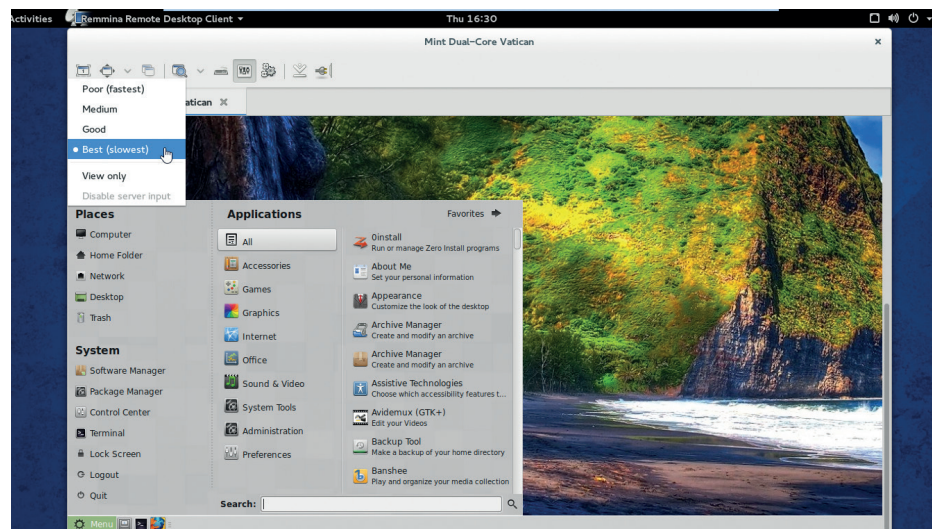 Activities
Remmina Remote Desktop Client
Thu 16:30
Mint Dual-Core Vatican
Poor (fastest)
Medium
Good
Best (slowest)
View only
Disable server input
atican
Places
Computer
Home Folder
Network
Desktop
Trash
System
Software Manager
Package Manager
Control Center
Terminal
Lock Screen
Logout
Quit
Applications
Favorites
All
Accessories
Games
Graphics
Internet
Office
Sound & Video
System Tools
Administration
Preferences
0install
Run or manage Zero Install programs
About Me
Set your personal information
Appearance
Customize the look of the desktop
Archive Manager
Create and modify an archive
Archive Manager
Create and modify an archive
Assistive Technologies
Choose which accessibility features t...
Avidemux (GTK+)
Edit your Videos
Backup Tool
Make a backup of your home directory
Banshee
Play and organize your media collection
Search:
Menu